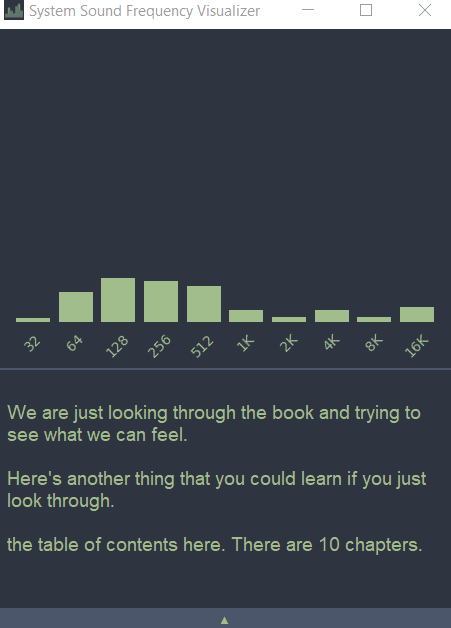 System Sound Frequency Visualizer
32 64 128 256 512 1K 2K 4K 8K 16K
We are just looking through the book and trying to
see what we can feel.
Here's another thing that you could learn if you just
look through.
the table of contents here. There are 10 chapters.